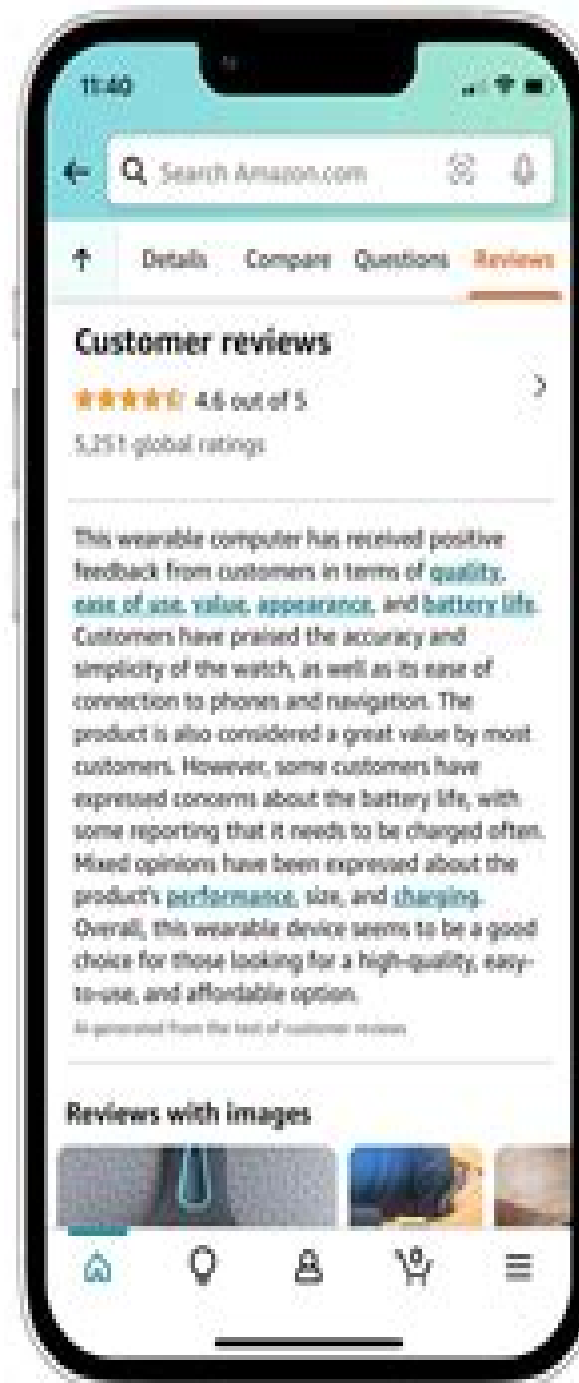 11:40
Search Amazon.com
Details Compare Questions Reviews
Customer reviews
4.6 out of 5
5,251 global ratings
This wearable computer has received positive
feedback from customers in terms of quality,
ease of use, value, appearance, and battery life.
Customers have praised the accuracy and
simplicity of the watch, as well as its ease of
connection to phones and navigation. The
product is also considered a great value by most
customers. However, some customers have
expressed concerns about the battery life, with
some reporting that it needs to be charged often.
Mixed opinions have been expressed about the
product's performance, size, and charging.
Overall, this wearable device seems to be a good
choice for those looking for a high-quality, easy-
to-use, and affordable option.
AI-generated from the text of customer reviews
Reviews with images
0